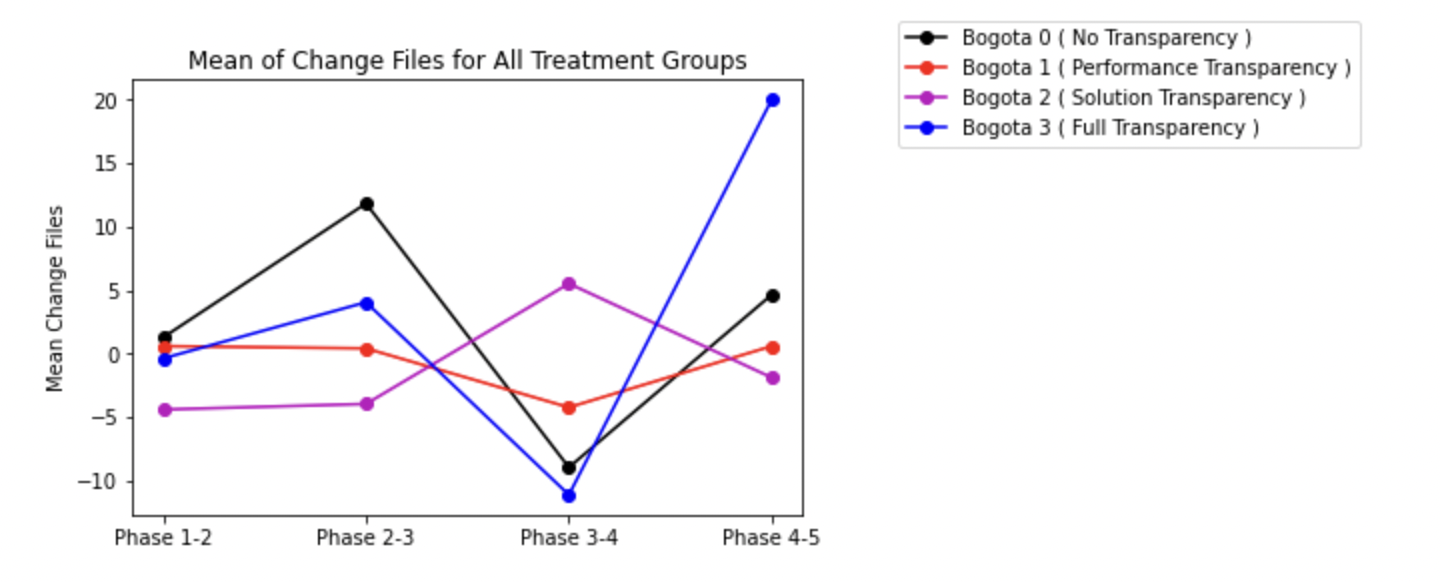 Mean of Change Files for All Treatment Groups
Bogota 0 ( No Transparency )
Bogota 1 ( Performance Transparency )
Bogota 2 ( Solution Transparency )
Bogota 3 ( Full Transparency )
Mean Change Files
20
15
10
5
0
−5
−10
Phase 1-2 Phase 2-3 Phase 3-4 Phase 4-5